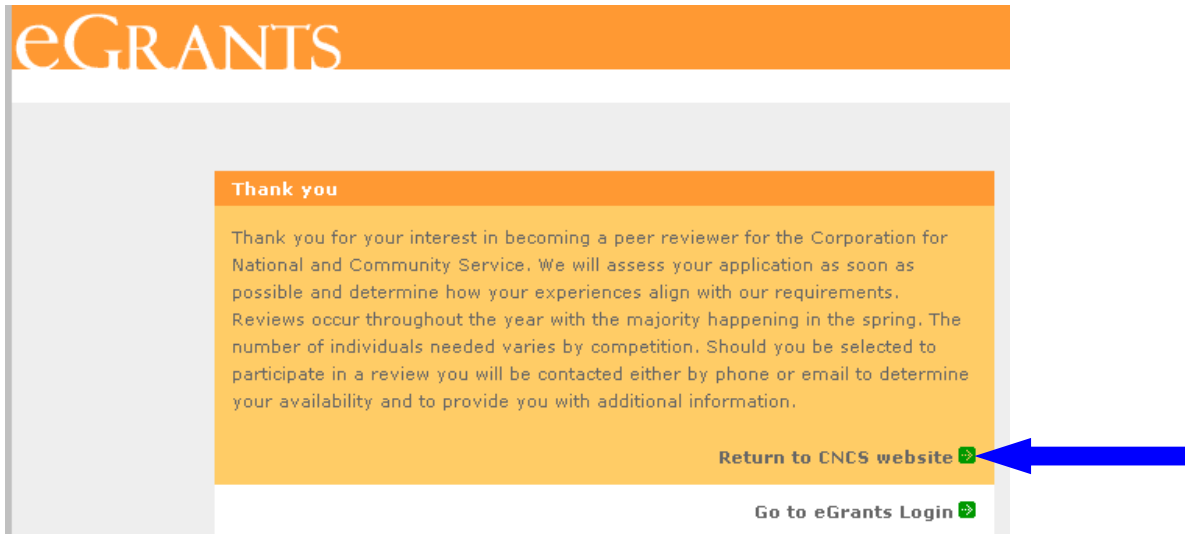 eGRANTS
Thank you
Thank you for your interest in becoming a peer reviewer for the Corporation for
National and Community Service. We will assess your application as soon as
possible and determine how your experiences align with our requirements.
Reviews occur throughout the year with the majority happening in the spring. The
number of individuals needed varies by competition. Should you be selected to
participate in a review you will be contacted either by phone or email to determine
your availability and to provide you with additional information.
Return to CNCS website
Go to eGrants Login